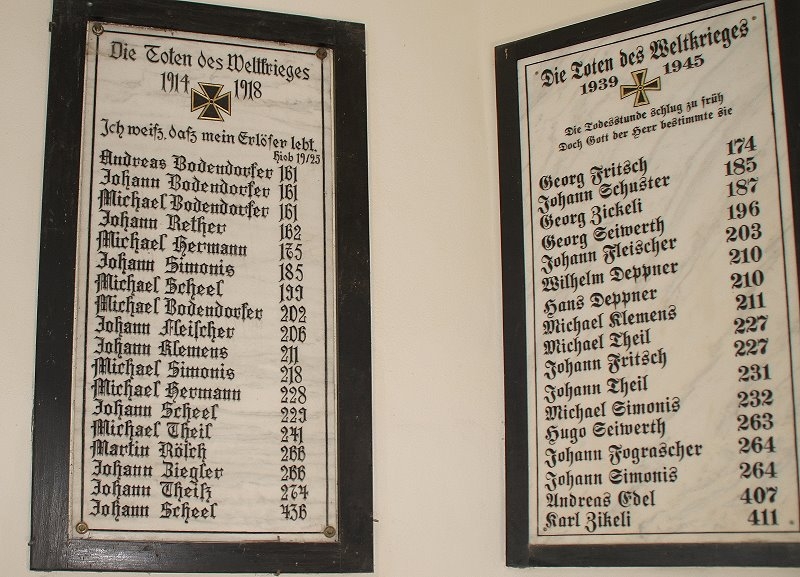 Die Toten des Weltkrieges
1914 1918
Ich weiß, daß mein Erlöser lebt.
Hiob 19/25
Andreas Bodendorfer 161
Johann Bodendorfer 161
Michael Bodendorfer 161
Johann Rether 162
Michael Hermann 175
Johann Simonis 185
Michael Scheel 199
Michael Bodendorfer 202
Johann Fleischer 206
Johann Klemens 211
Michael Simonis 218
Michael Hermann 228
Johann Scheel 229
Michael Theil 241
Martin Rösch 266
Johann Ziegler 266
Johann Theiß 274
Johann Scheel 436
Die Toten des Weltkrieges
1939 1945
Die Todesstunde schlug zu früh
Doch Gott der Herr bestimmte sie
Georg Fritsch 174
Johann Schuster 185
Georg Zickeli 187
Georg Seiwerth 196
Johann Fleischer 203
Wilhelm Deppner 210
Hans Deppner 210
Michael Klemens 211
Michael Theil 227
Johann Fritsch 227
Johann Theil 231
Michael Simonis 232
Hugo Seiwerth 263
Johann Fograscher 264
Johann Simonis 264
Andreas Edel 407
Karl Zikeli 411